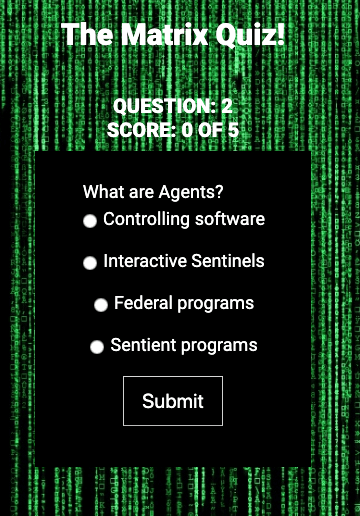 The Matrix Quiz!
QUESTION: 2
SCORE: 0 OF 5
What are Agents?
Controlling software
Interactive Sentinels
Federal programs
Sentient programs
Submit